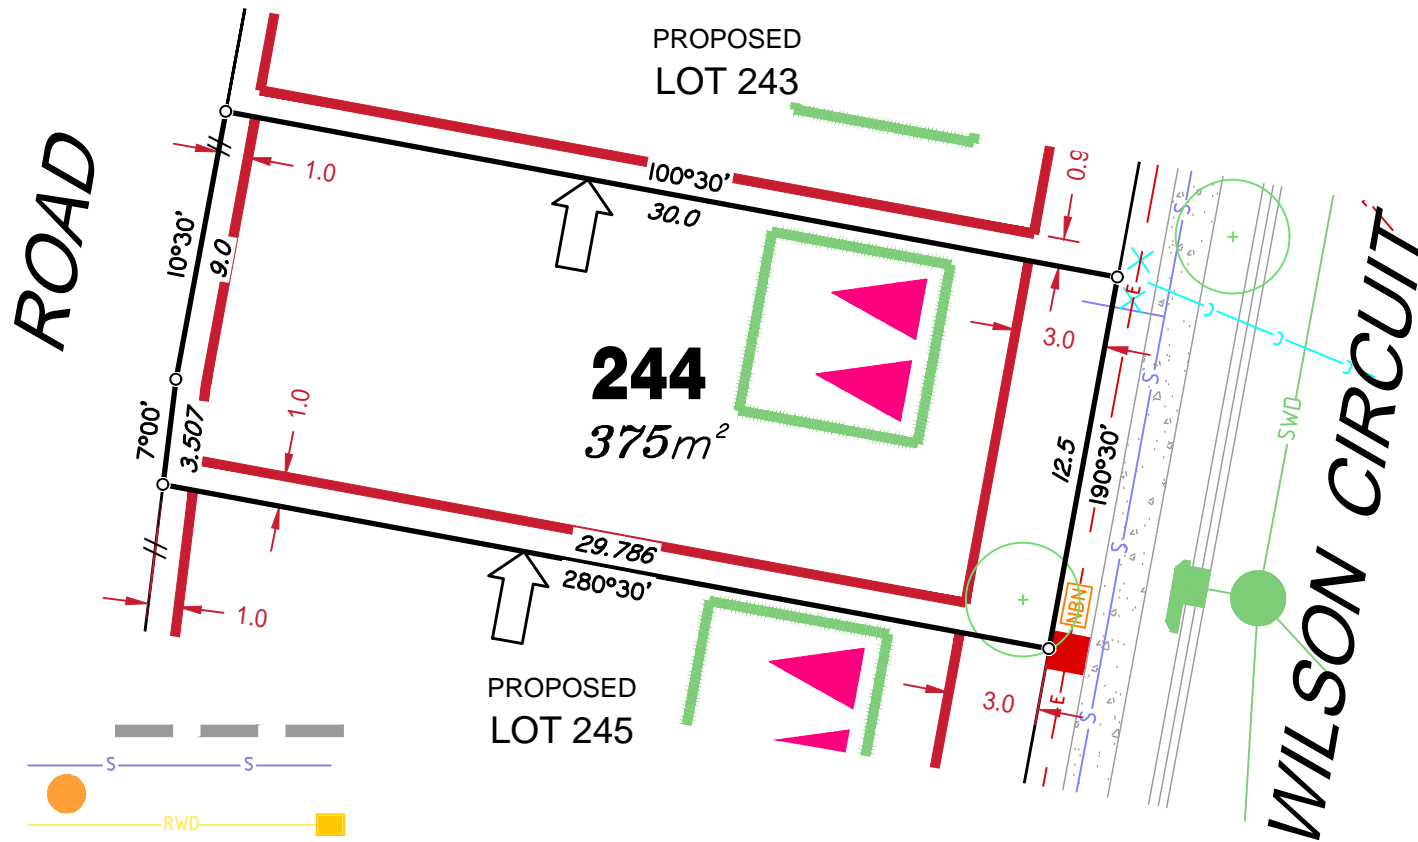 PROPOSED
LOT 243
ROAD
100°30'
30.0
0.9
1.0
10°30'
9.0
S
E
3.0
J
J
J
244
375m²
1.0
7°00'
3.507
S
SWD
12.5
190°30'
WILSON CIRCUIT
29.786
280°30'
S
NBN
1.0
PROPOSED
LOT 245
3.0
E
S
S
S
RWD